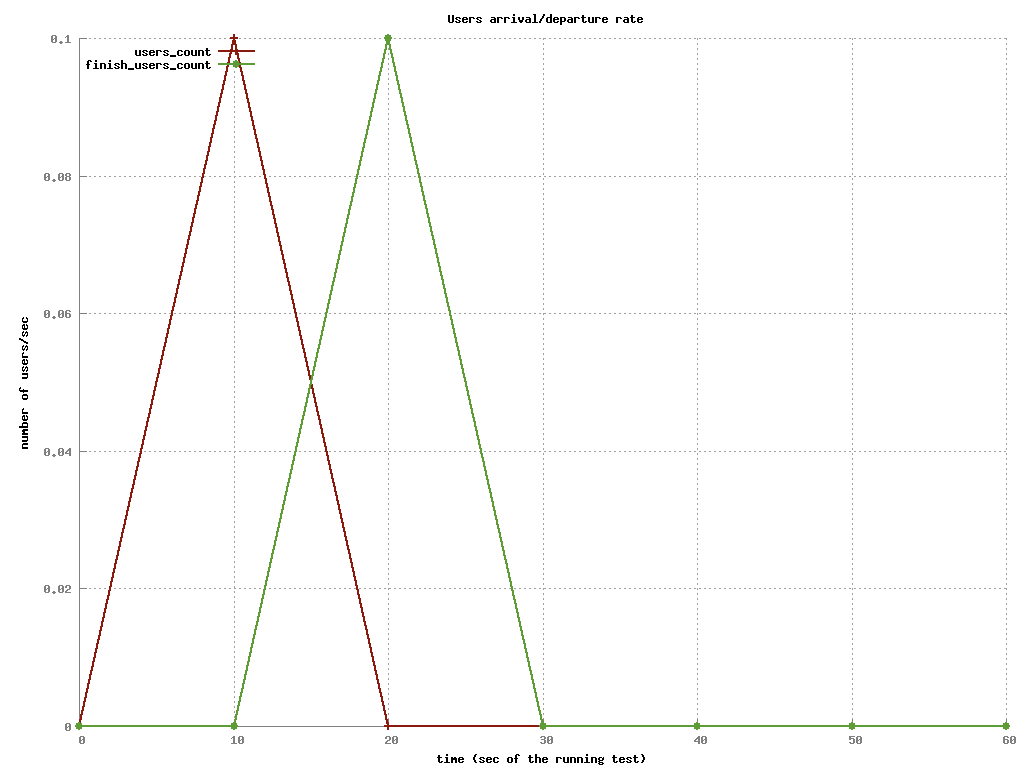 Users arrival/departure rate
users_count
finish_users_count
0.1
0.08
0.06
0.04
0.02
0
number of users/sec
0 10 20 30 40 50 60
time (sec of the running test)